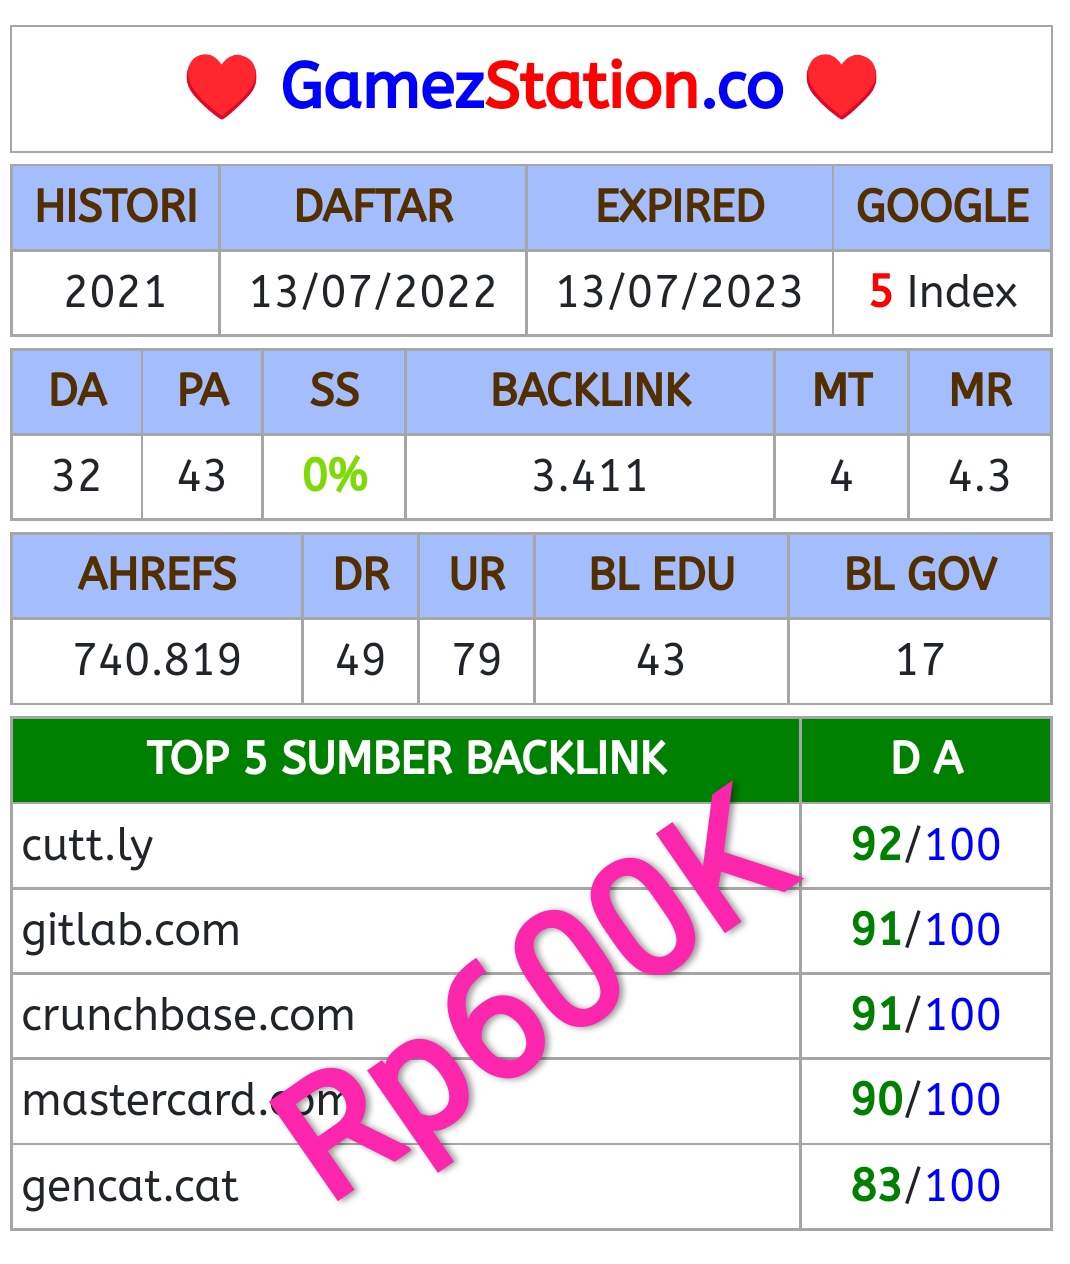 ❤️ GamezStation.co ❤️
HISTORI DAFTAR EXPIRED GOOGLE
2021 13/07/2022 13/07/2023 5 Index
DA PA SS BACKLINK MT MR
32 43 0% 3.411 4 4.3
AHREFS DR UR BL EDU BL GOV
740.819 49 79 43 17
TOP 5 SUMBER BACKLINK D A
cutt.ly 92/100
gitlab.com 91/100
crunchbase.com 91/100
mastercard.com 90/100
gencat.cat 83/100
Rp600K